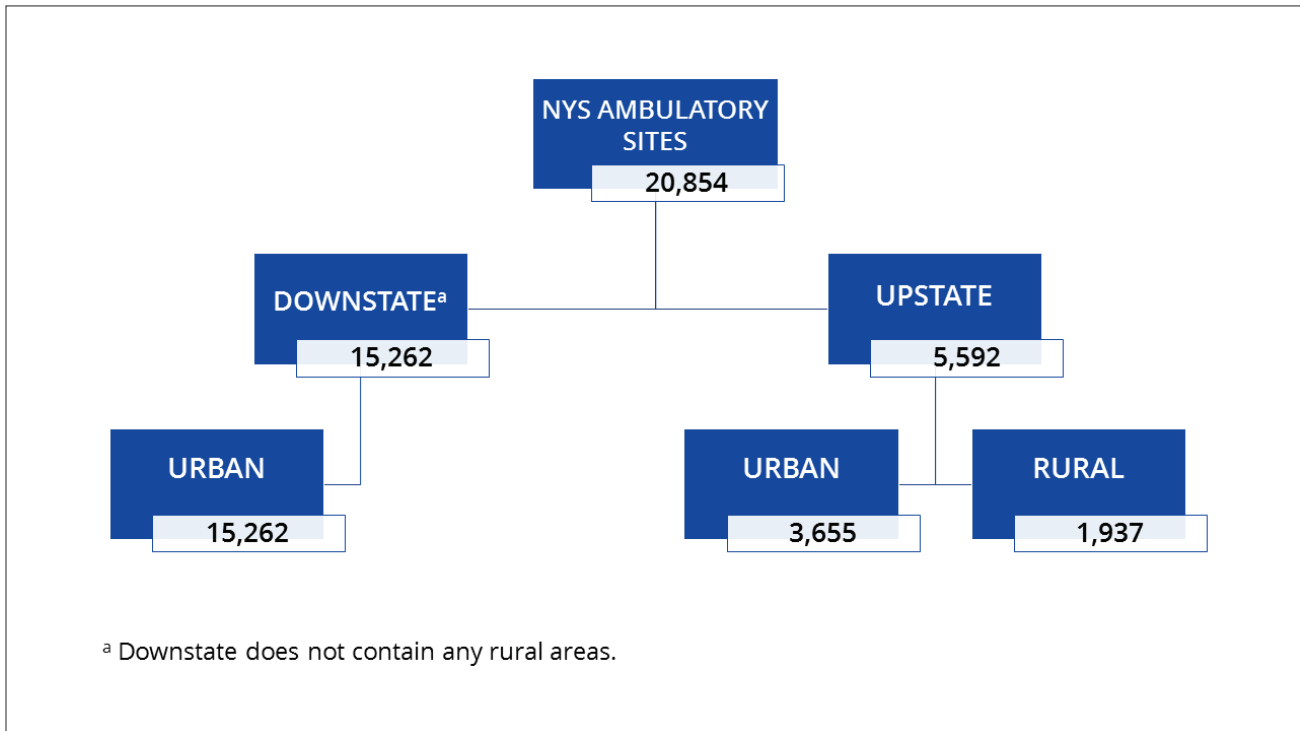 NYS AMBULATORY
SITES
20,854
DOWNSTATEᵃ
15,262
UPSTATE
5,592
URBAN
15,262
URBAN
3,655
RURAL
1,937
ᵃ Downstate does not contain any rural areas.